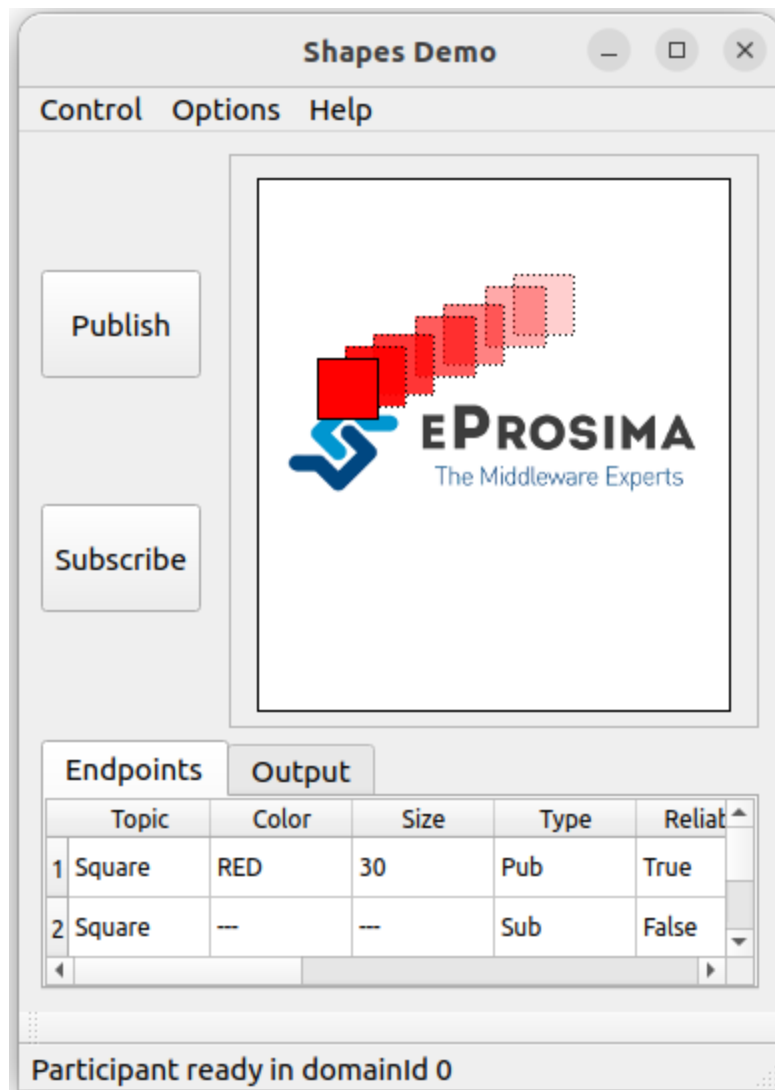 Shapes Demo
Control Options Help
Publish
EPROSIMA
The Middleware Experts
Subscribe
Endpoints Output
Topic Color Size Type Reliat
1 Square RED 30 Pub True
2 Square --- --- Sub False
Participant ready in domainId 0